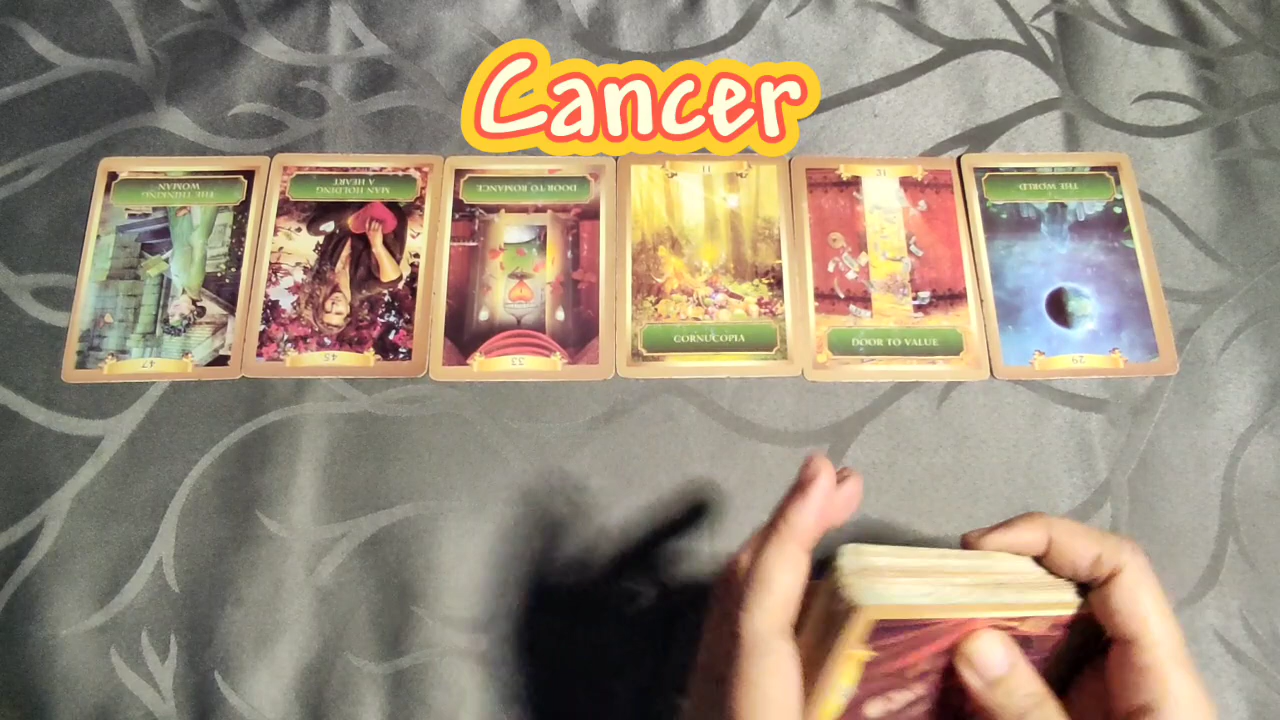 Cancer
THE THINKING
WOMAN
47
MAN HOLDING
A HEART
45
DOOR TO ROMANCE
33
11
CORNUCOPIA
DOOR TO VALUE
THE WORLD
29